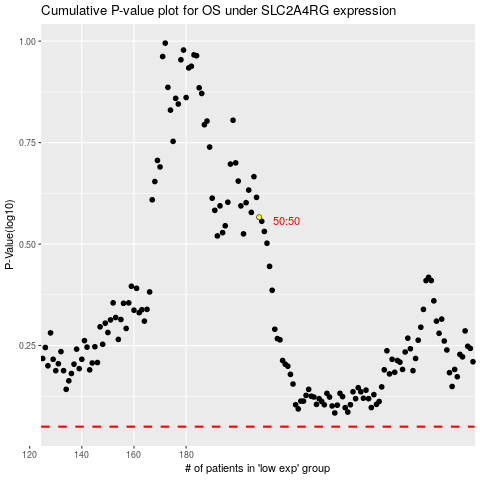 Cumulative P-value plot for OS under SLC2A4RG expression
1.00
0.75
0.50
0.25
P-Value(log10)
50:50
120 140 160 180
# of patients in 'low exp' group